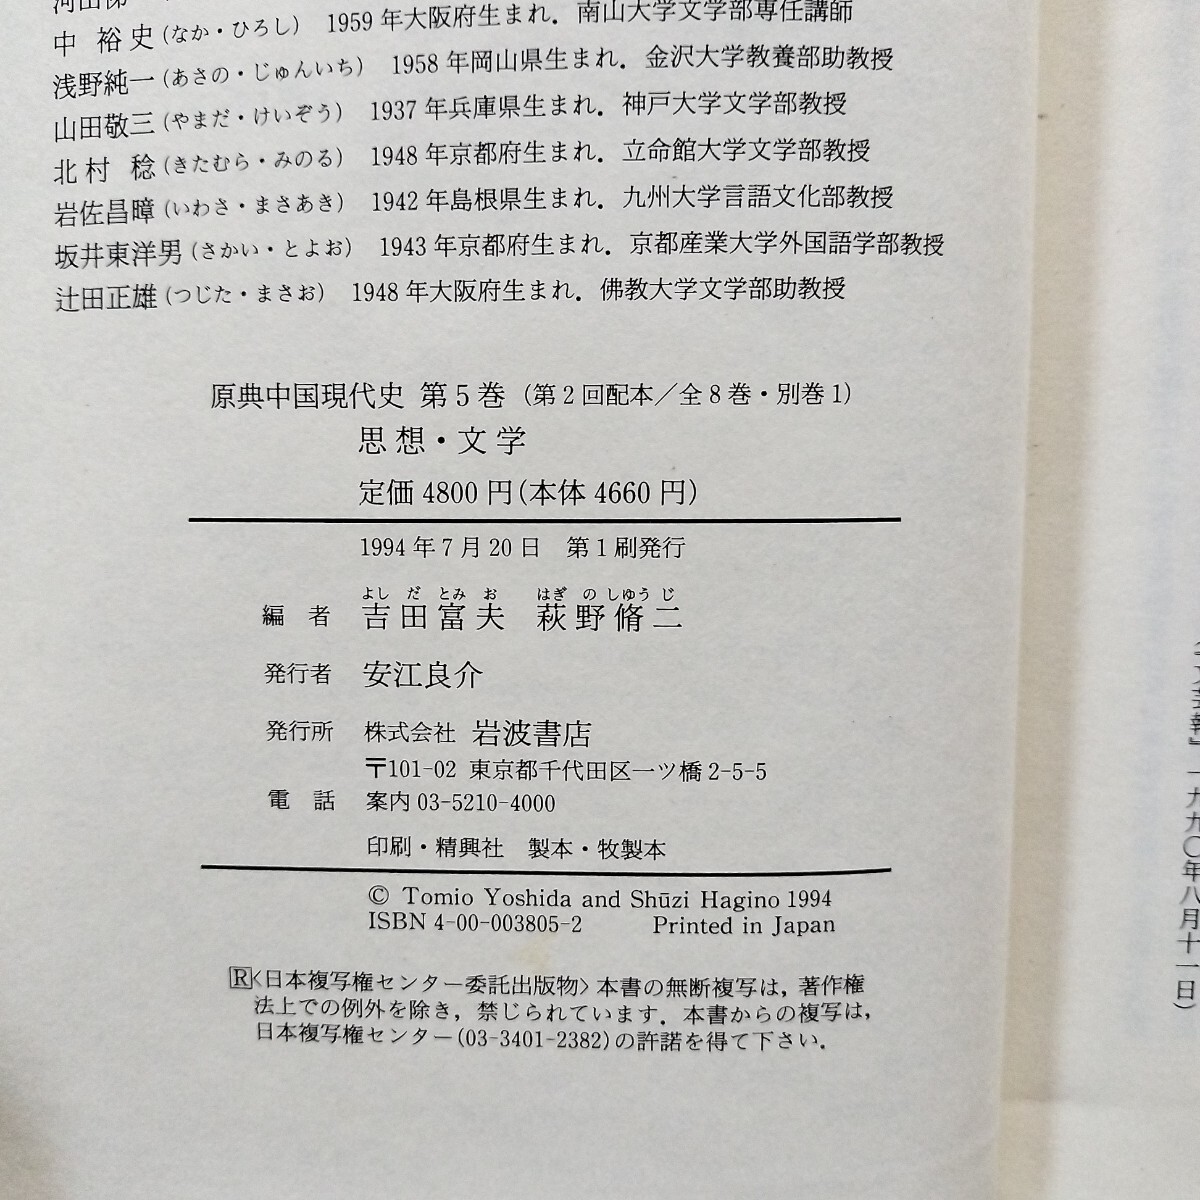 中 裕史(なか・ひろし) 1959年大阪府生まれ．南山大学文学部専任講師
浅野純一(あさの・じゅんいち) 1958年岡山県生まれ．金沢大学教養部助教授
山田敬三(やまだ・けいぞう) 1937年兵庫県生まれ．神戸大学文学部教授
北村 稔(きたむら・みのる) 1948年京都府生まれ．立命館大学文学部教授
岩佐昌暲(いわさ・まさあき) 1942年島根県生まれ．九州大学言語文化部教授
坂井東洋男(さかい・とよお) 1943年京都府生まれ．京都産業大学外国語学部教授
辻田正雄(つじた・まさお) 1948年大阪府生まれ．佛教大学文学部助教授
原典中国現代史 第5巻 (第2回配本／全8巻・別巻1)
思想・文学
定価4800円(本体4660円)
1994年7月20日 第1刷発行
よしだとみお はぎのしゆうじ
編者 吉田富夫 萩野脩二
発行者 安江良介
発行所 株式会社 岩波書店
〒101-02 東京都千代田区一ツ橋2-5-5
電話 案内03-5210-4000
印刷・精興社 製本・牧製本
© Tomio Yoshida and Shūzi Hagino 1994
ISBN 4-00-003805-2 Printed in Japan
R〈日本複写権センター委託出版物〉本書の無断複写は，著作権
法上での例外を除き，禁じられています．本書からの複写は，
日本複写権センター(03-3401-2382)の許諾を得て下さい．
文芸報』一九九〇年八月十一日)